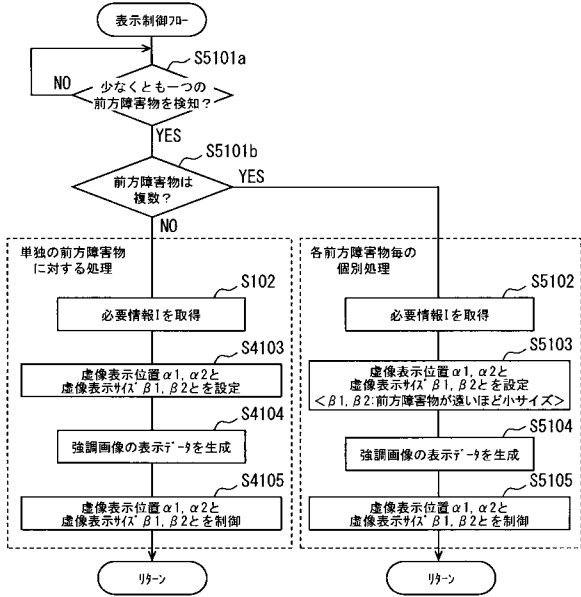 表示制御フロー
S5101a
少なくとも一つの
前方障害物を検知?
NO
YES
S5101b
前方障害物は
複数?
YES
NO
単独の前方障害物
に対する処理
S102
必要情報Iを取得
S4103
虚像表示位置α1, α2と
虚像表示サイズβ1, β2とを設定
S4104
強調画像の表示データを生成
S4105
虚像表示位置α1, α2と
虚像表示サイズβ1, β2とを制御
リターン
各前方障害物毎の
個別処理
S5102
必要情報Iを取得
S5103
虚像表示位置α1, α2と
虚像表示サイズβ1, β2とを設定
<β1, β2:前方障害物が遠いほど小サイズ>
S5104
強調画像の表示データを生成
S5105
虚像表示位置α1, α2と
虚像表示サイズβ1, β2とを制御
リターン